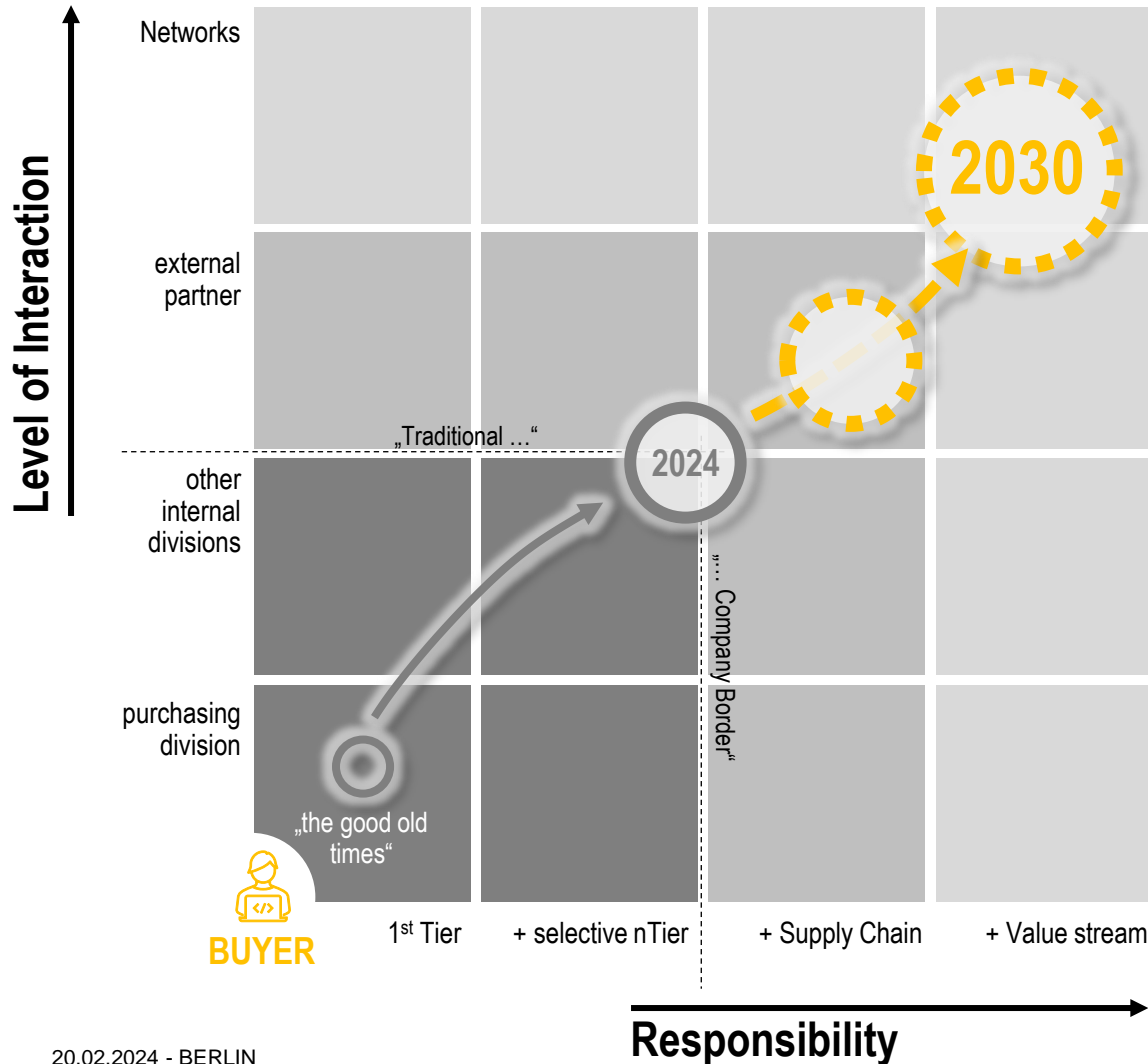 Networks
2030
Level of Interaction
external
partner
„Traditional …“
2024
other
internal
divisions
„… Company Border“
purchasing
division
„the good old
times“
</>
BUYER
1st Tier
+ selective nTier
+ Supply Chain
+ Value stream
Responsibility
20.02.2024 - BERLIN